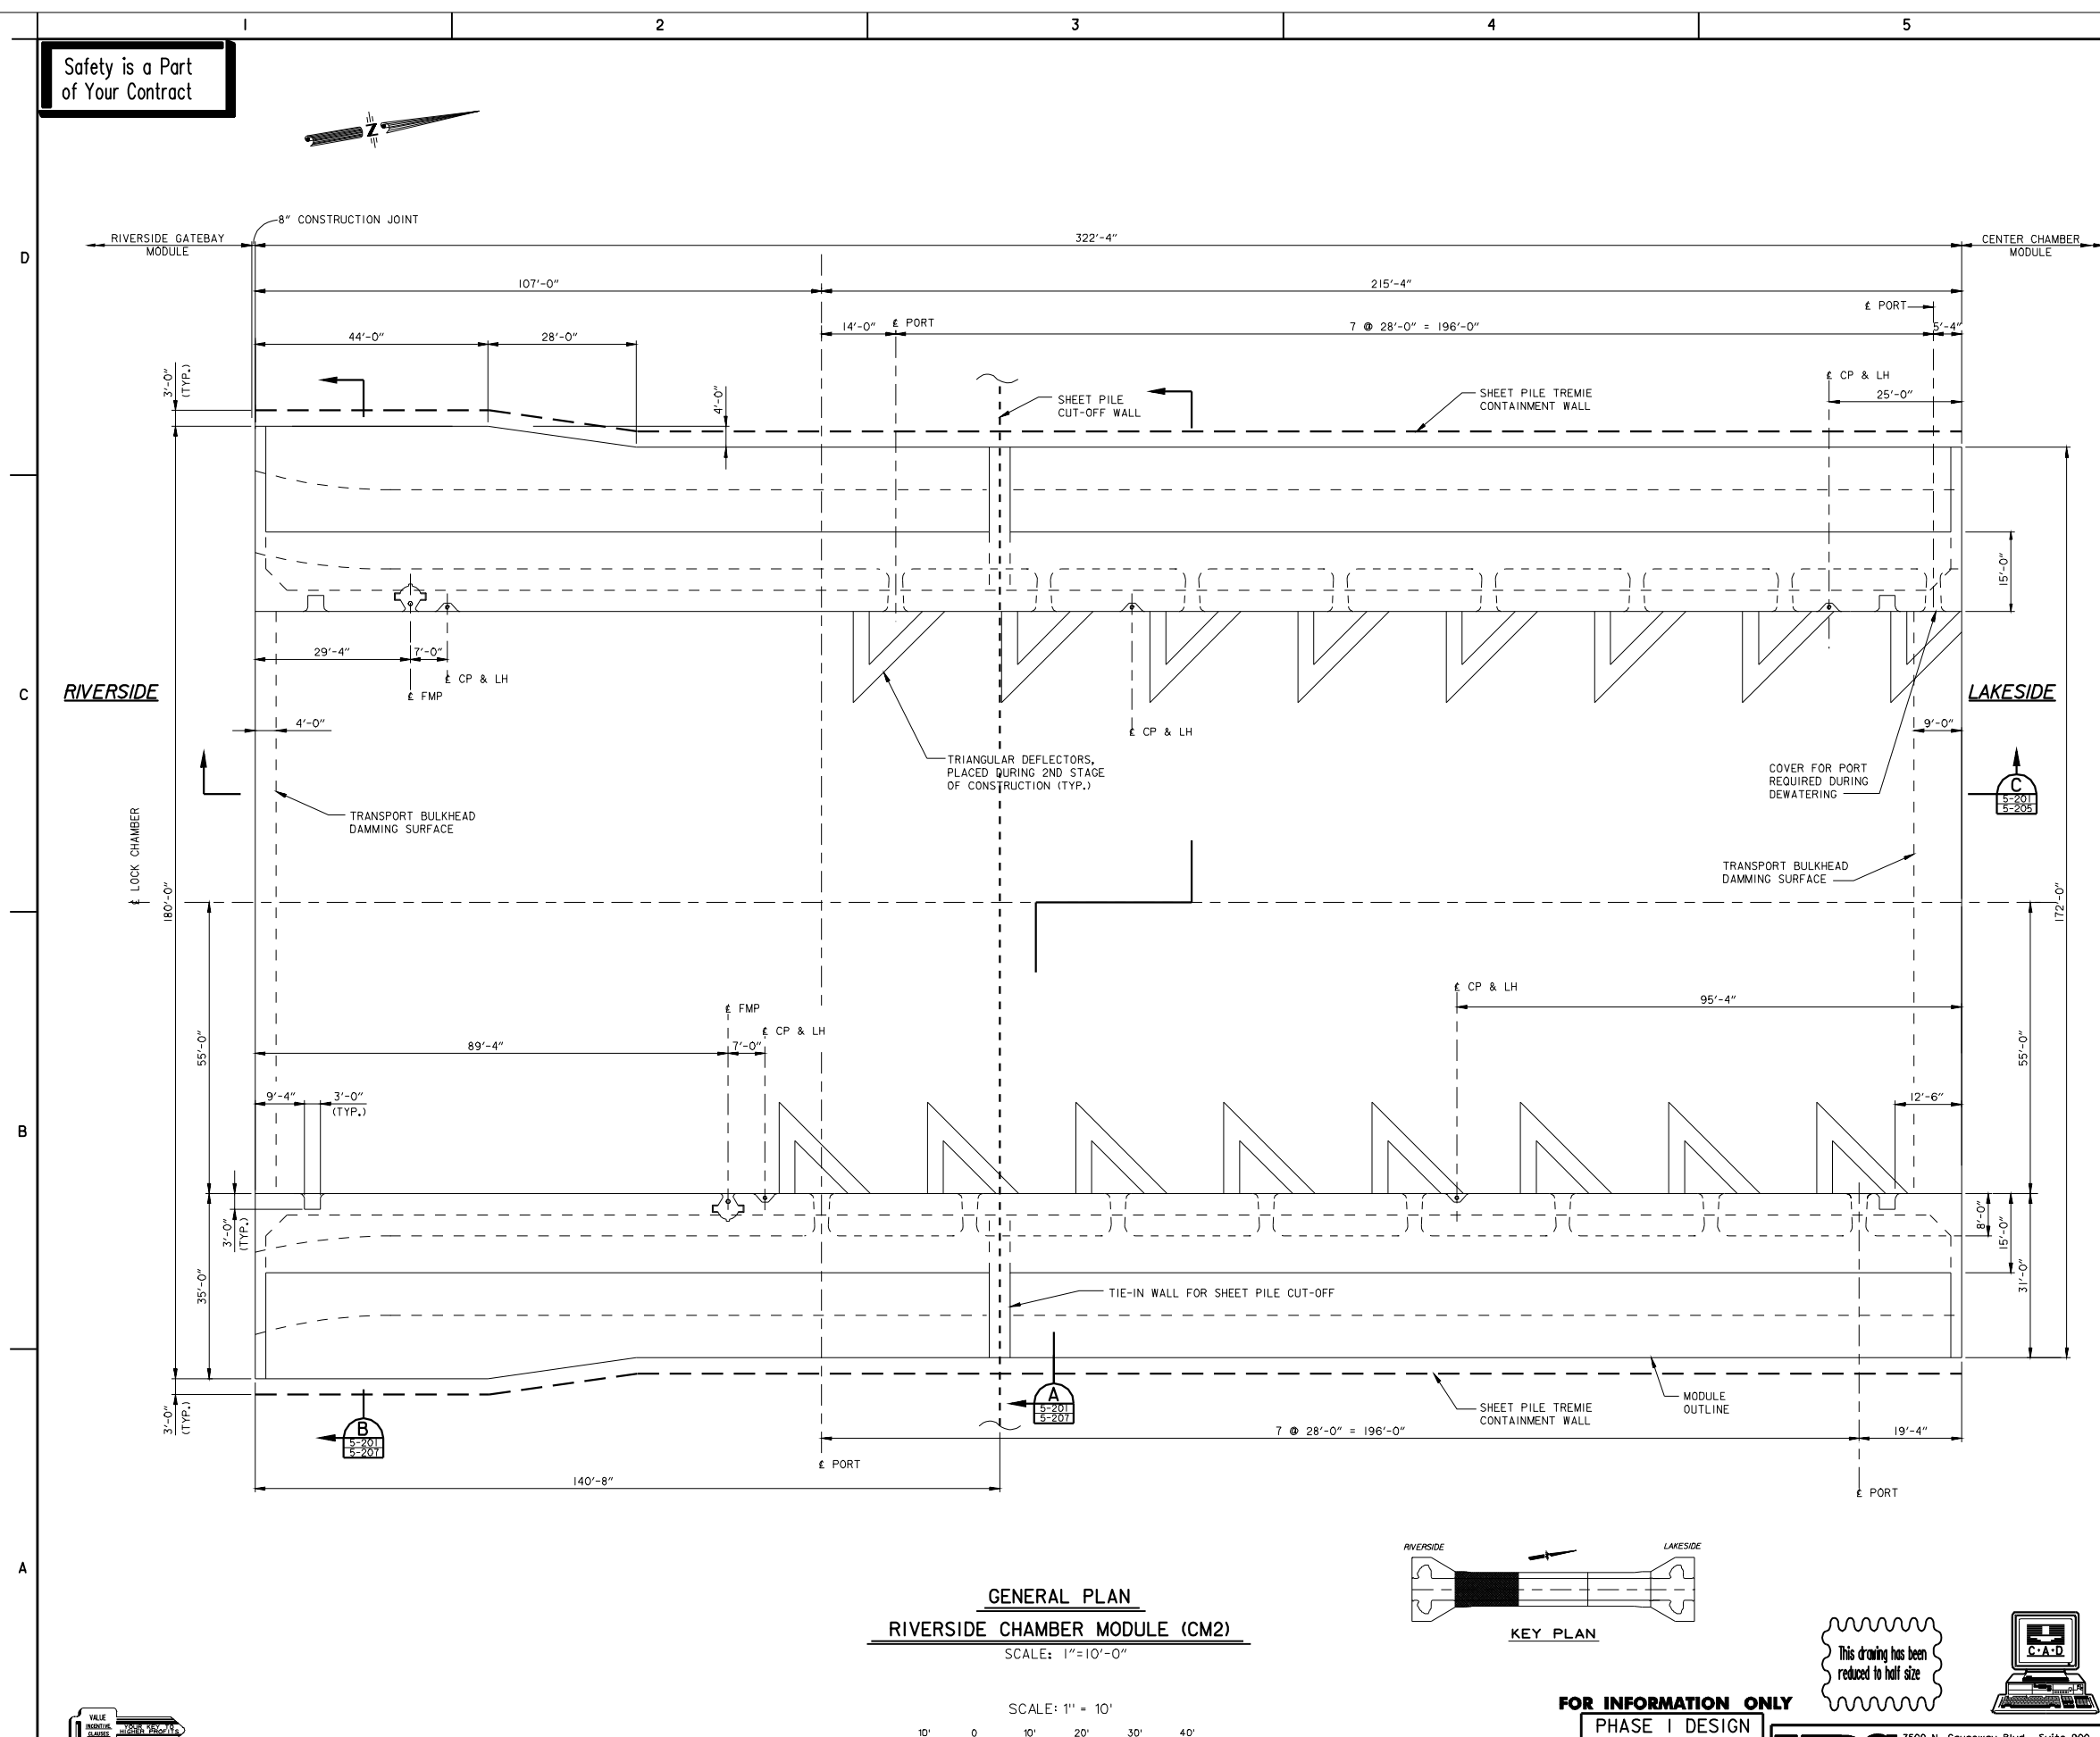 1 2 3 4 5
Safety is a Part
of Your Contract
Z
8" CONSTRUCTION JOINT
RIVERSIDE GATEBAY
MODULE
322'-4"
CENTER CHAMBER
MODULE
D
107'-0"
215'-4"
℄ PORT
14'-0"
℄ PORT
7 @ 28'-0" = 196'-0"
5'-4"
44'-0"
28'-0"
3'-0"
(TYP.)
4'-0"
SHEET PILE
CUT-OFF WALL
SHEET PILE TREMIE
CONTAINMENT WALL
℄ CP & LH
25'-0"
15'-0"
29'-4"
7'-0"
℄ CP & LH
℄ FMP
C
RIVERSIDE
LAKESIDE
4'-0"
℄ CP & LH
9'-0"
TRIANGULAR DEFLECTORS,
PLACED DURING 2ND STAGE
OF CONSTRUCTION (TYP.)
COVER FOR PORT
REQUIRED DURING
DEWATERING
C
5-201
5-205
TRANSPORT BULKHEAD
DAMMING SURFACE
℄ LOCK CHAMBER
180'-0"
TRANSPORT BULKHEAD
DAMMING SURFACE
172'-0"
℄ CP & LH
95'-4"
℄ FMP
℄ CP & LH
89'-4"
7'-0"
55'-0"
55'-0"
9'-4"
3'-0"
(TYP.)
12'-6"
B
3'-0"
(TYP.)
8'-0"
15'-0"
35'-0"
31'-0"
TIE-IN WALL FOR SHEET PILE CUT-OFF
3'-0"
(TYP.)
B
5-201
5-207
A
5-201
5-207
SHEET PILE TREMIE
CONTAINMENT WALL
MODULE
OUTLINE
7 @ 28'-0" = 196'-0"
19'-4"
℄ PORT
140'-8"
℄ PORT
A
RIVERSIDE
LAKESIDE
KEY PLAN
GENERAL PLAN
RIVERSIDE CHAMBER MODULE (CM2)
SCALE: 1"=10'-0"
This drawing has been
reduced to half size
C·A·D
SCALE: 1" = 10'
10' 0 10' 20' 30' 40'
VALUE
INCENTIVE
CLAUSES
YOUR KEY TO
HIGHER PROFITS
FOR INFORMATION ONLY
PHASE 1 DESIGN